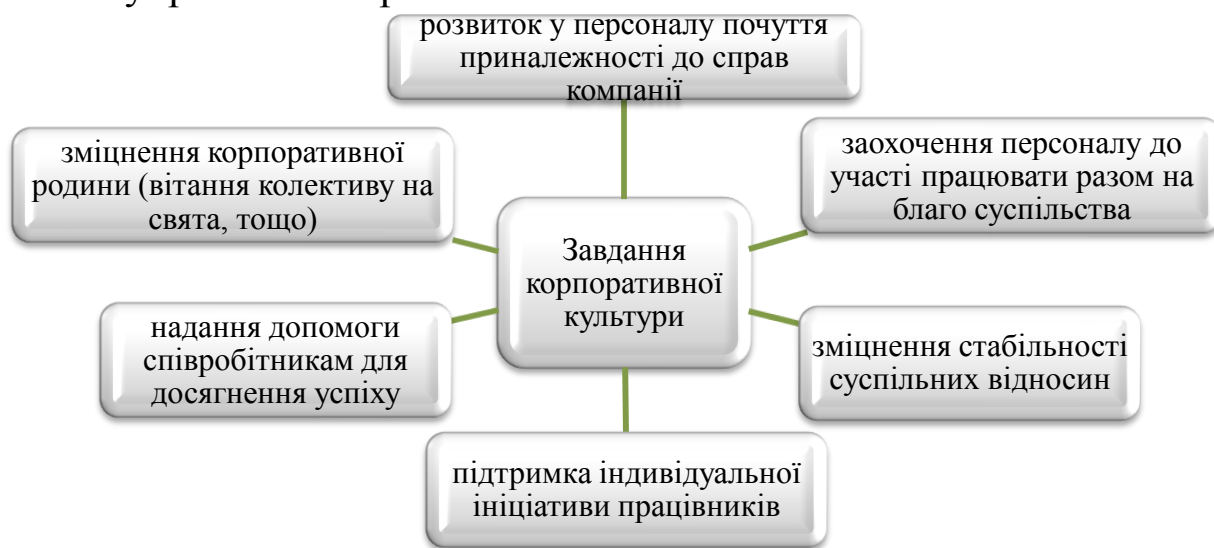 розвиток у персоналу почуття
приналежності до справ
компанії
заохочення персоналу до
участі працювати разом на
благо суспільства
зміцнення стабільності
суспільних відносин
підтримка індивідуальної
ініціативи працівників
надання допомоги
співробітникам для
досягнення успіху
зміцнення корпоративної
родини (вітання колективу на
свята, тощо)
Завдання
корпоративної
культури